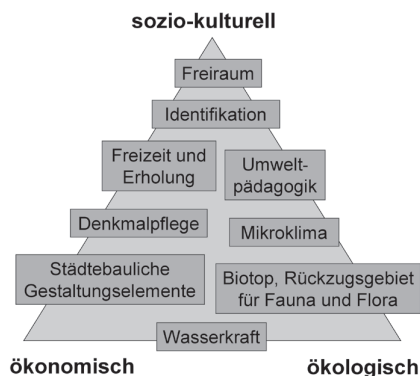 sozio-kulturell
Freiraum
Identifikation
Freizeit und
Erholung
Umwelt-
pädagogik
Denkmalpflege
Mikroklima
Städtebauliche
Gestaltungselemente
Biotop, Rückzugsgebiet
für Fauna und Flora
Wasserkraft
ökonomisch
ökologisch